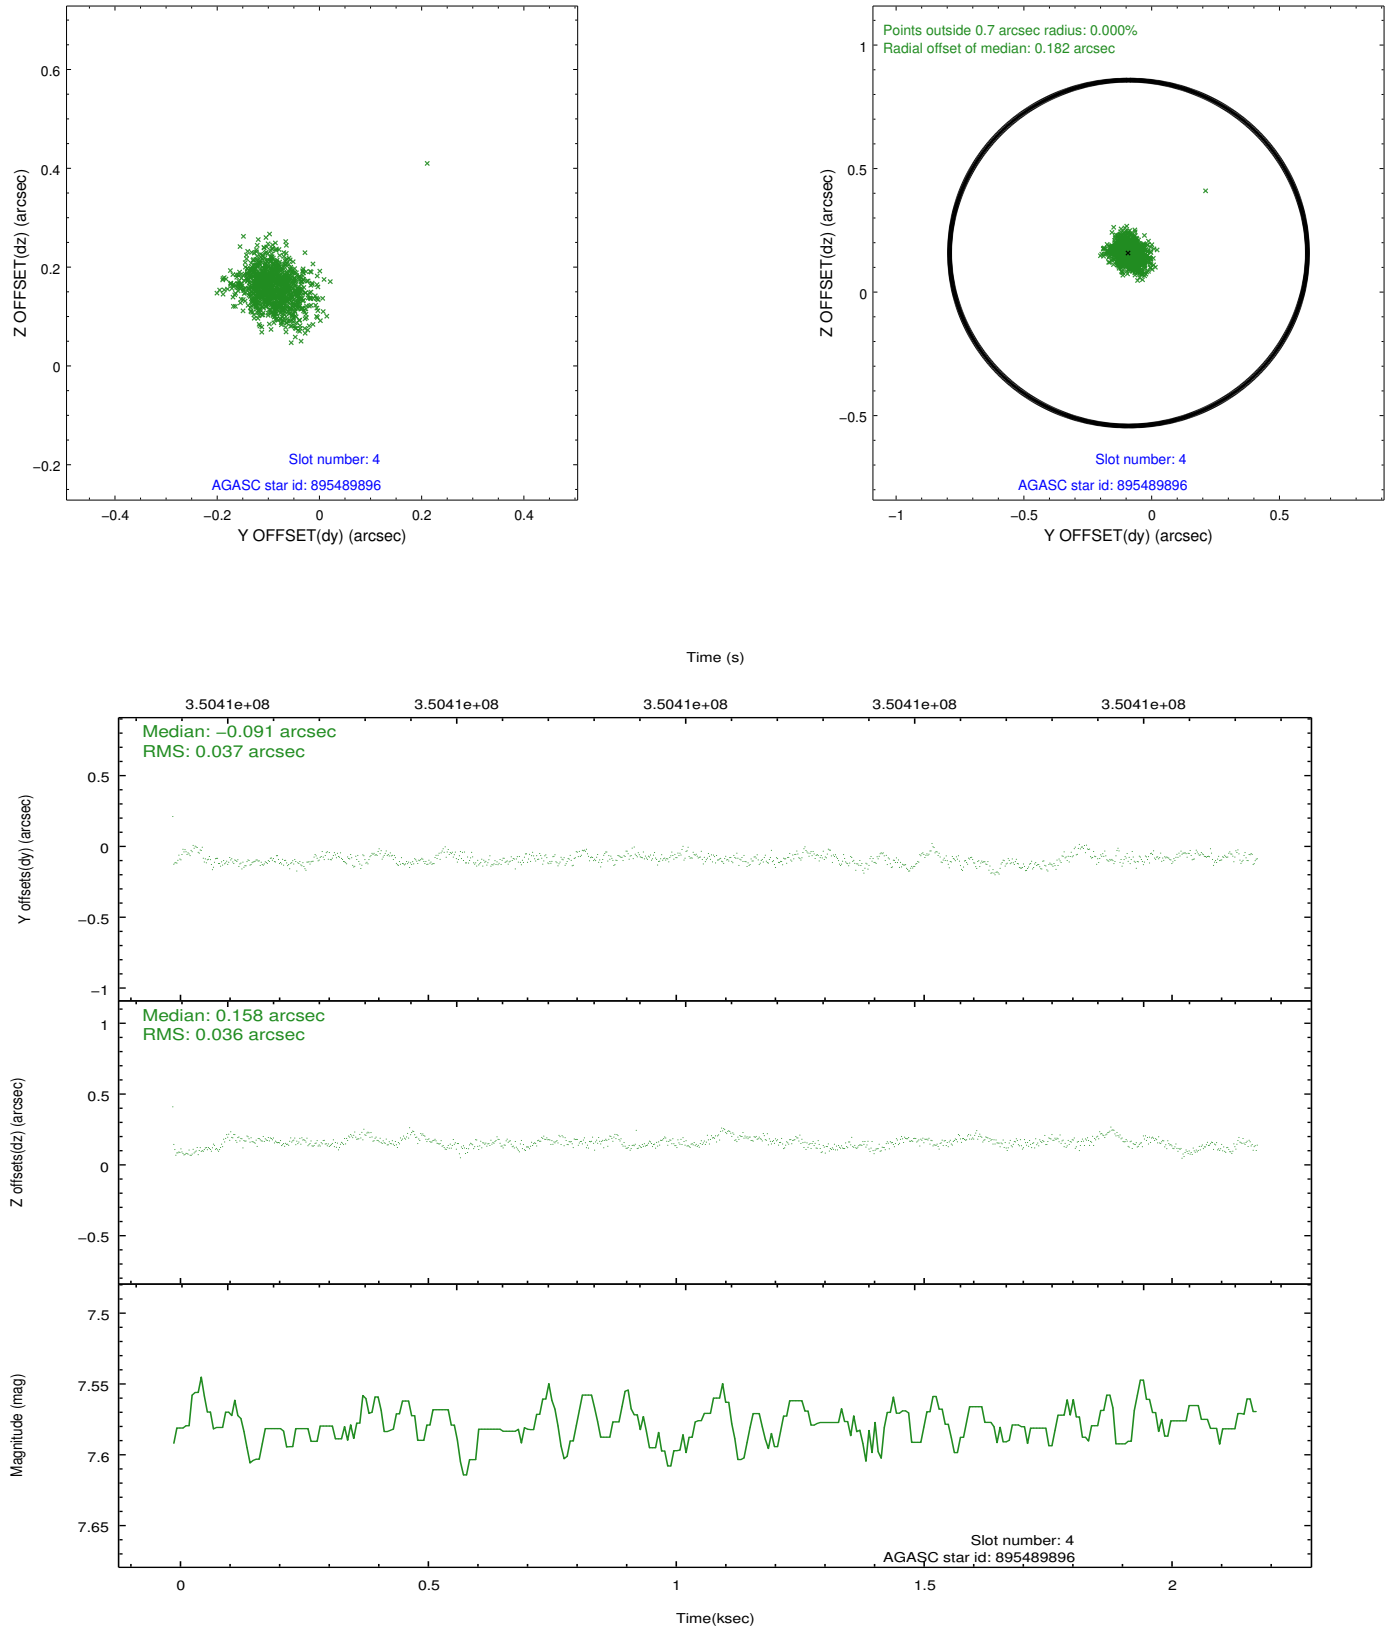 Z OFFSET(dz) (arcsec)
0.6
0.4
0.2
0
−0.2
−0.4
−0.2
0
0.2
0.4
Y OFFSET(dy) (arcsec)
Slot number: 4
AGASC star id: 895489896
Points outside 0.7 arcsec radius: 0.000%
Radial offset of median: 0.182 arcsec
Z OFFSET(dz) (arcsec)
1
0.5
0
−0.5
−1
−0.5
0
0.5
Y OFFSET(dy) (arcsec)
Slot number: 4
AGASC star id: 895489896
Time (s)
3.5041e+08
3.5041e+08
3.5041e+08
3.5041e+08
3.5041e+08
Median: −0.091 arcsec
RMS: 0.037 arcsec
Y offsets(dy) (arcsec)
0.5
0
−0.5
−1
Median: 0.158 arcsec
RMS: 0.036 arcsec
Z offsets(dz) (arcsec)
1
0.5
0
−0.5
Magnitude (mag)
7.5
7.55
7.6
7.65
Slot number: 4
AGASC star id: 895489896
0
0.5
1
1.5
2
Time(ksec)